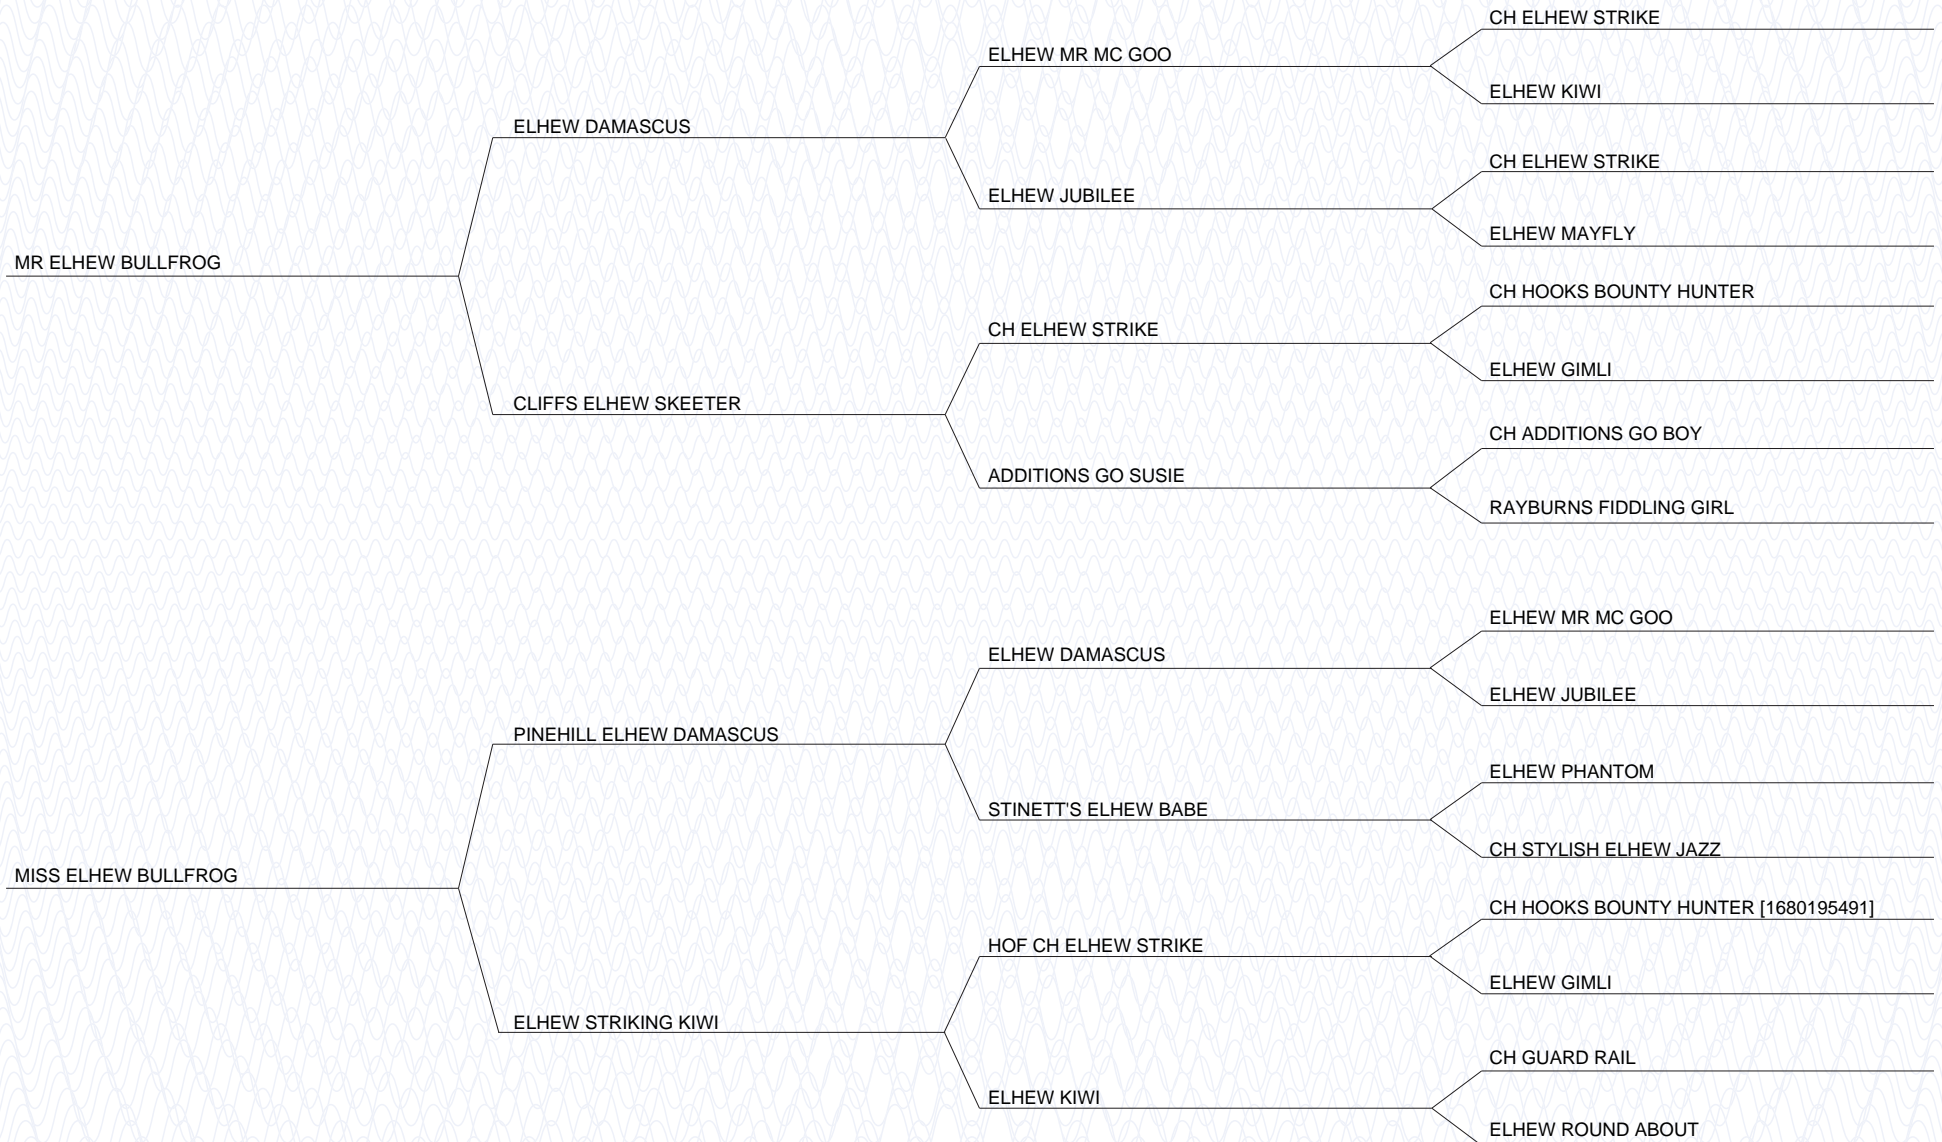 CH ELHEW STRIKE
ELHEW MR MC GOO
ELHEW KIWI
ELHEW DAMASCUS
CH ELHEW STRIKE
ELHEW JUBILEE
ELHEW MAYFLY
MR ELHEW BULLFROG
CH HOOKS BOUNTY HUNTER
CH ELHEW STRIKE
ELHEW GIMLI
CLIFFS ELHEW SKEETER
CH ADDITIONS GO BOY
ADDITIONS GO SUSIE
RAYBURNS FIDDLING GIRL
ELHEW MR MC GOO
ELHEW DAMASCUS
ELHEW JUBILEE
PINEHILL ELHEW DAMASCUS
ELHEW PHANTOM
STINETT'S ELHEW BABE
CH STYLISH ELHEW JAZZ
MISS ELHEW BULLFROG
CH HOOKS BOUNTY HUNTER [1680195491]
HOF CH ELHEW STRIKE
ELHEW GIMLI
ELHEW STRIKING KIWI
CH GUARD RAIL
ELHEW KIWI
ELHEW ROUND ABOUT